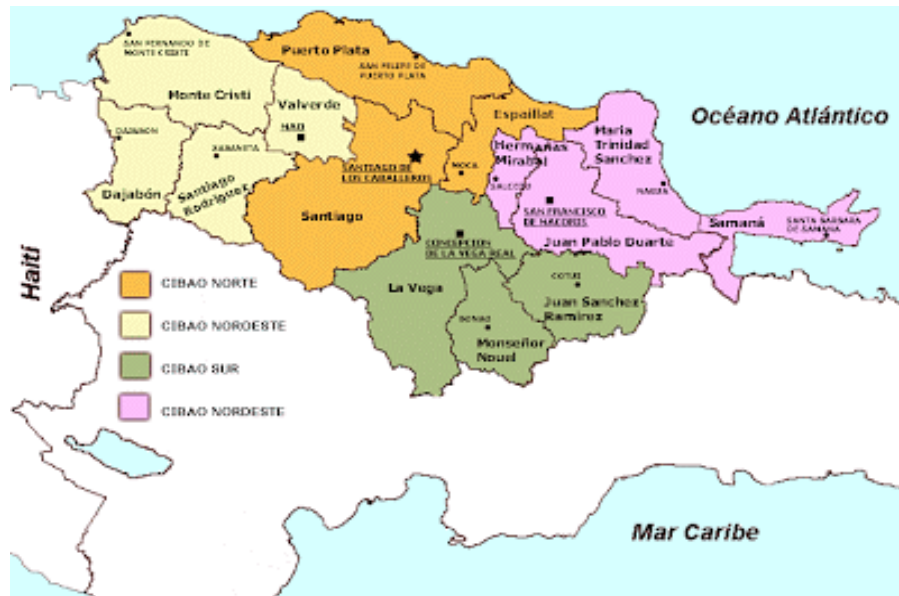 SAN FERNANDO DE
MONTE CRISTI
Puerto Plata
SAN FELIPE DE
PUERTO PLATA
Monte Cristi
Valverde
MAO
Océano Atlántico
Espaillat
Maria
Trinidad
Sanchez
Hermanas
Mirabal
DAJABON
SABANETA
SANTIAGO DE
LOS CABALLEROS
MOCA
SALCEDO
NAGUA
Dajabón
Santiago
Rodriguez
Santiago
SAN FRANCISCO
DE MACORIS
Samaná
SANTA BARBARA
DE SAMANA
CONCEPCION
DE LA VEGA REAL
Juan Pablo Duarte
Haití
CIBAO NORTE
La Vega
COTUI
Juan Sanchez
Ramirez
CIBAO NOROESTE
BONAO
Monseñor
Nouel
CIBAO SUR
CIBAO NORDESTE
Mar Caribe